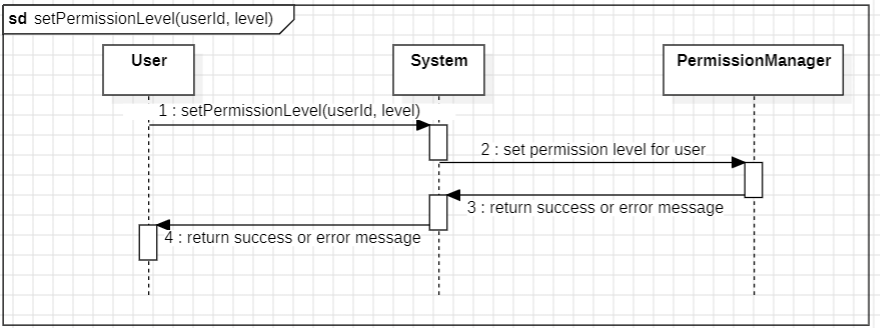 sd setPermissionLevel(userId, level)
User
System
PermissionManager
1 : setPermissionLevel(userId, level)
2 : set permission level for user
3 : return success or error message
4 : return success or error message